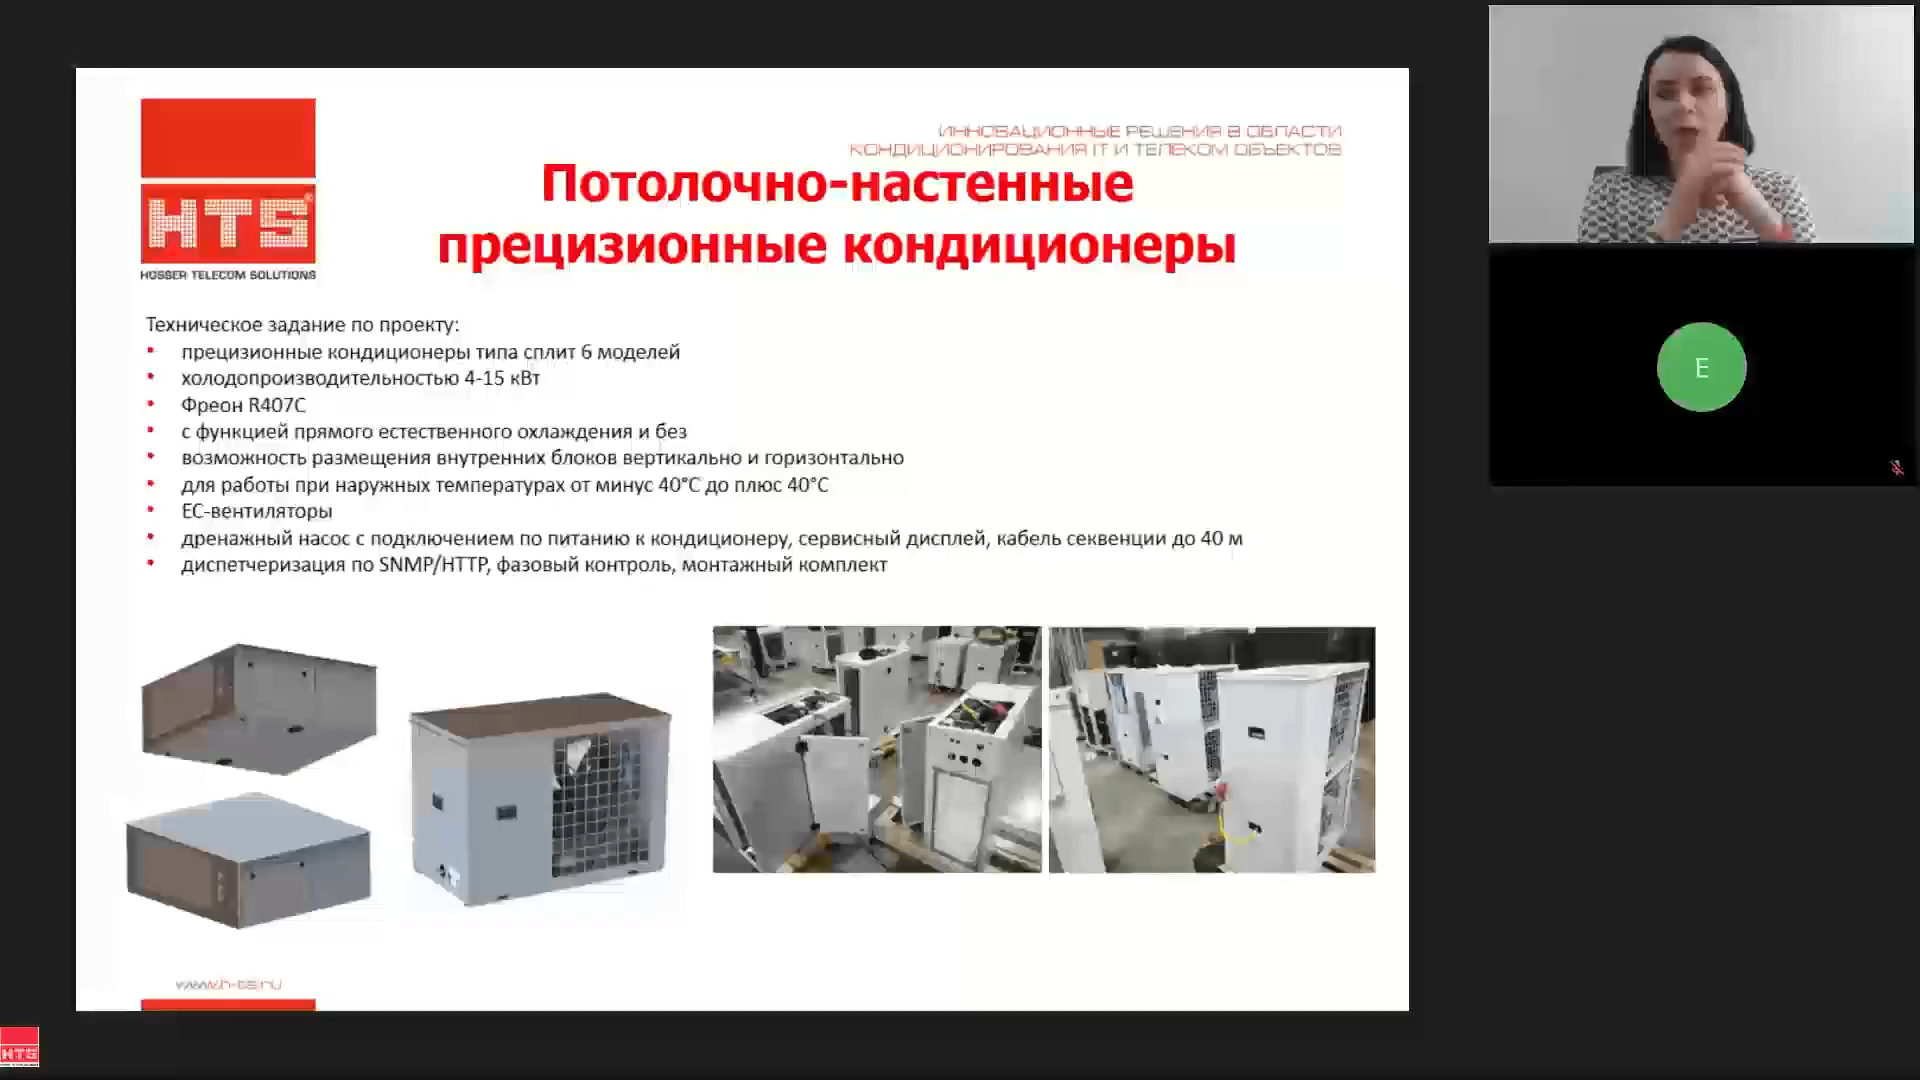 ИННОВАЦИОННЫЕ РЕШЕНИЯ В ОБЛАСТИ
КОНДИЦИОНИРОВАНИЯ IT И ТЕЛЕКОМ ОБЪЕКТОВ
HTS®
HOSSER TELECOM SOLUTIONS
Потолочно-настенные
прецизионные кондиционеры
Техническое задание по проекту:
• прецизионные кондиционеры типа сплит 6 моделей
• холодопроизводительностью 4-15 кВт
• Фреон R407C
• с функцией прямого естественного охлаждения и без
• возможность размещения внутренних блоков вертикально и горизонтально
• для работы при наружных температурах от минус 40°С до плюс 40°С
• ЕС-вентиляторы
• дренажный насос с подключением по питанию к кондиционеру, сервисный дисплей, кабель секвенции до 40 м
• диспетчеризация по SNMP/HTTP, фазовый контроль, монтажный комплект
www.h-ts.ru
E
HTS